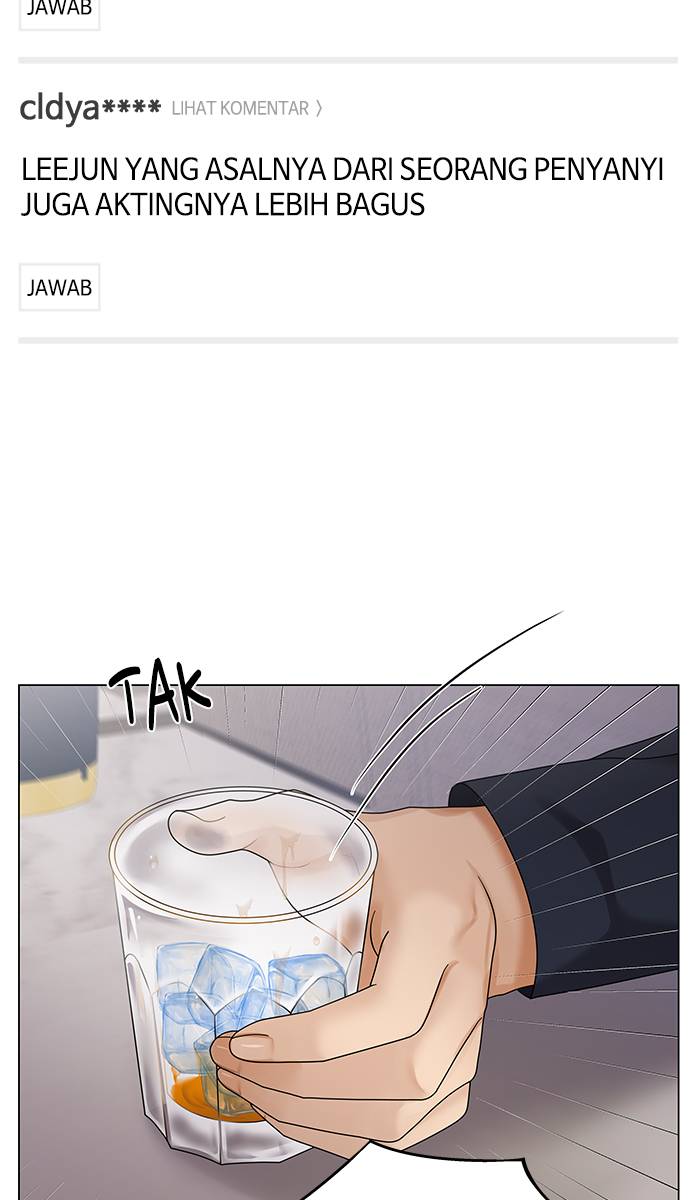 JAWAB
cldya**** LIHAT KOMENTAR 〉
LEEJUN YANG ASALNYA DARI SEORANG PENYANYI
JUGA AKTINGNYA LEBIH BAGUS
JAWAB
TAK